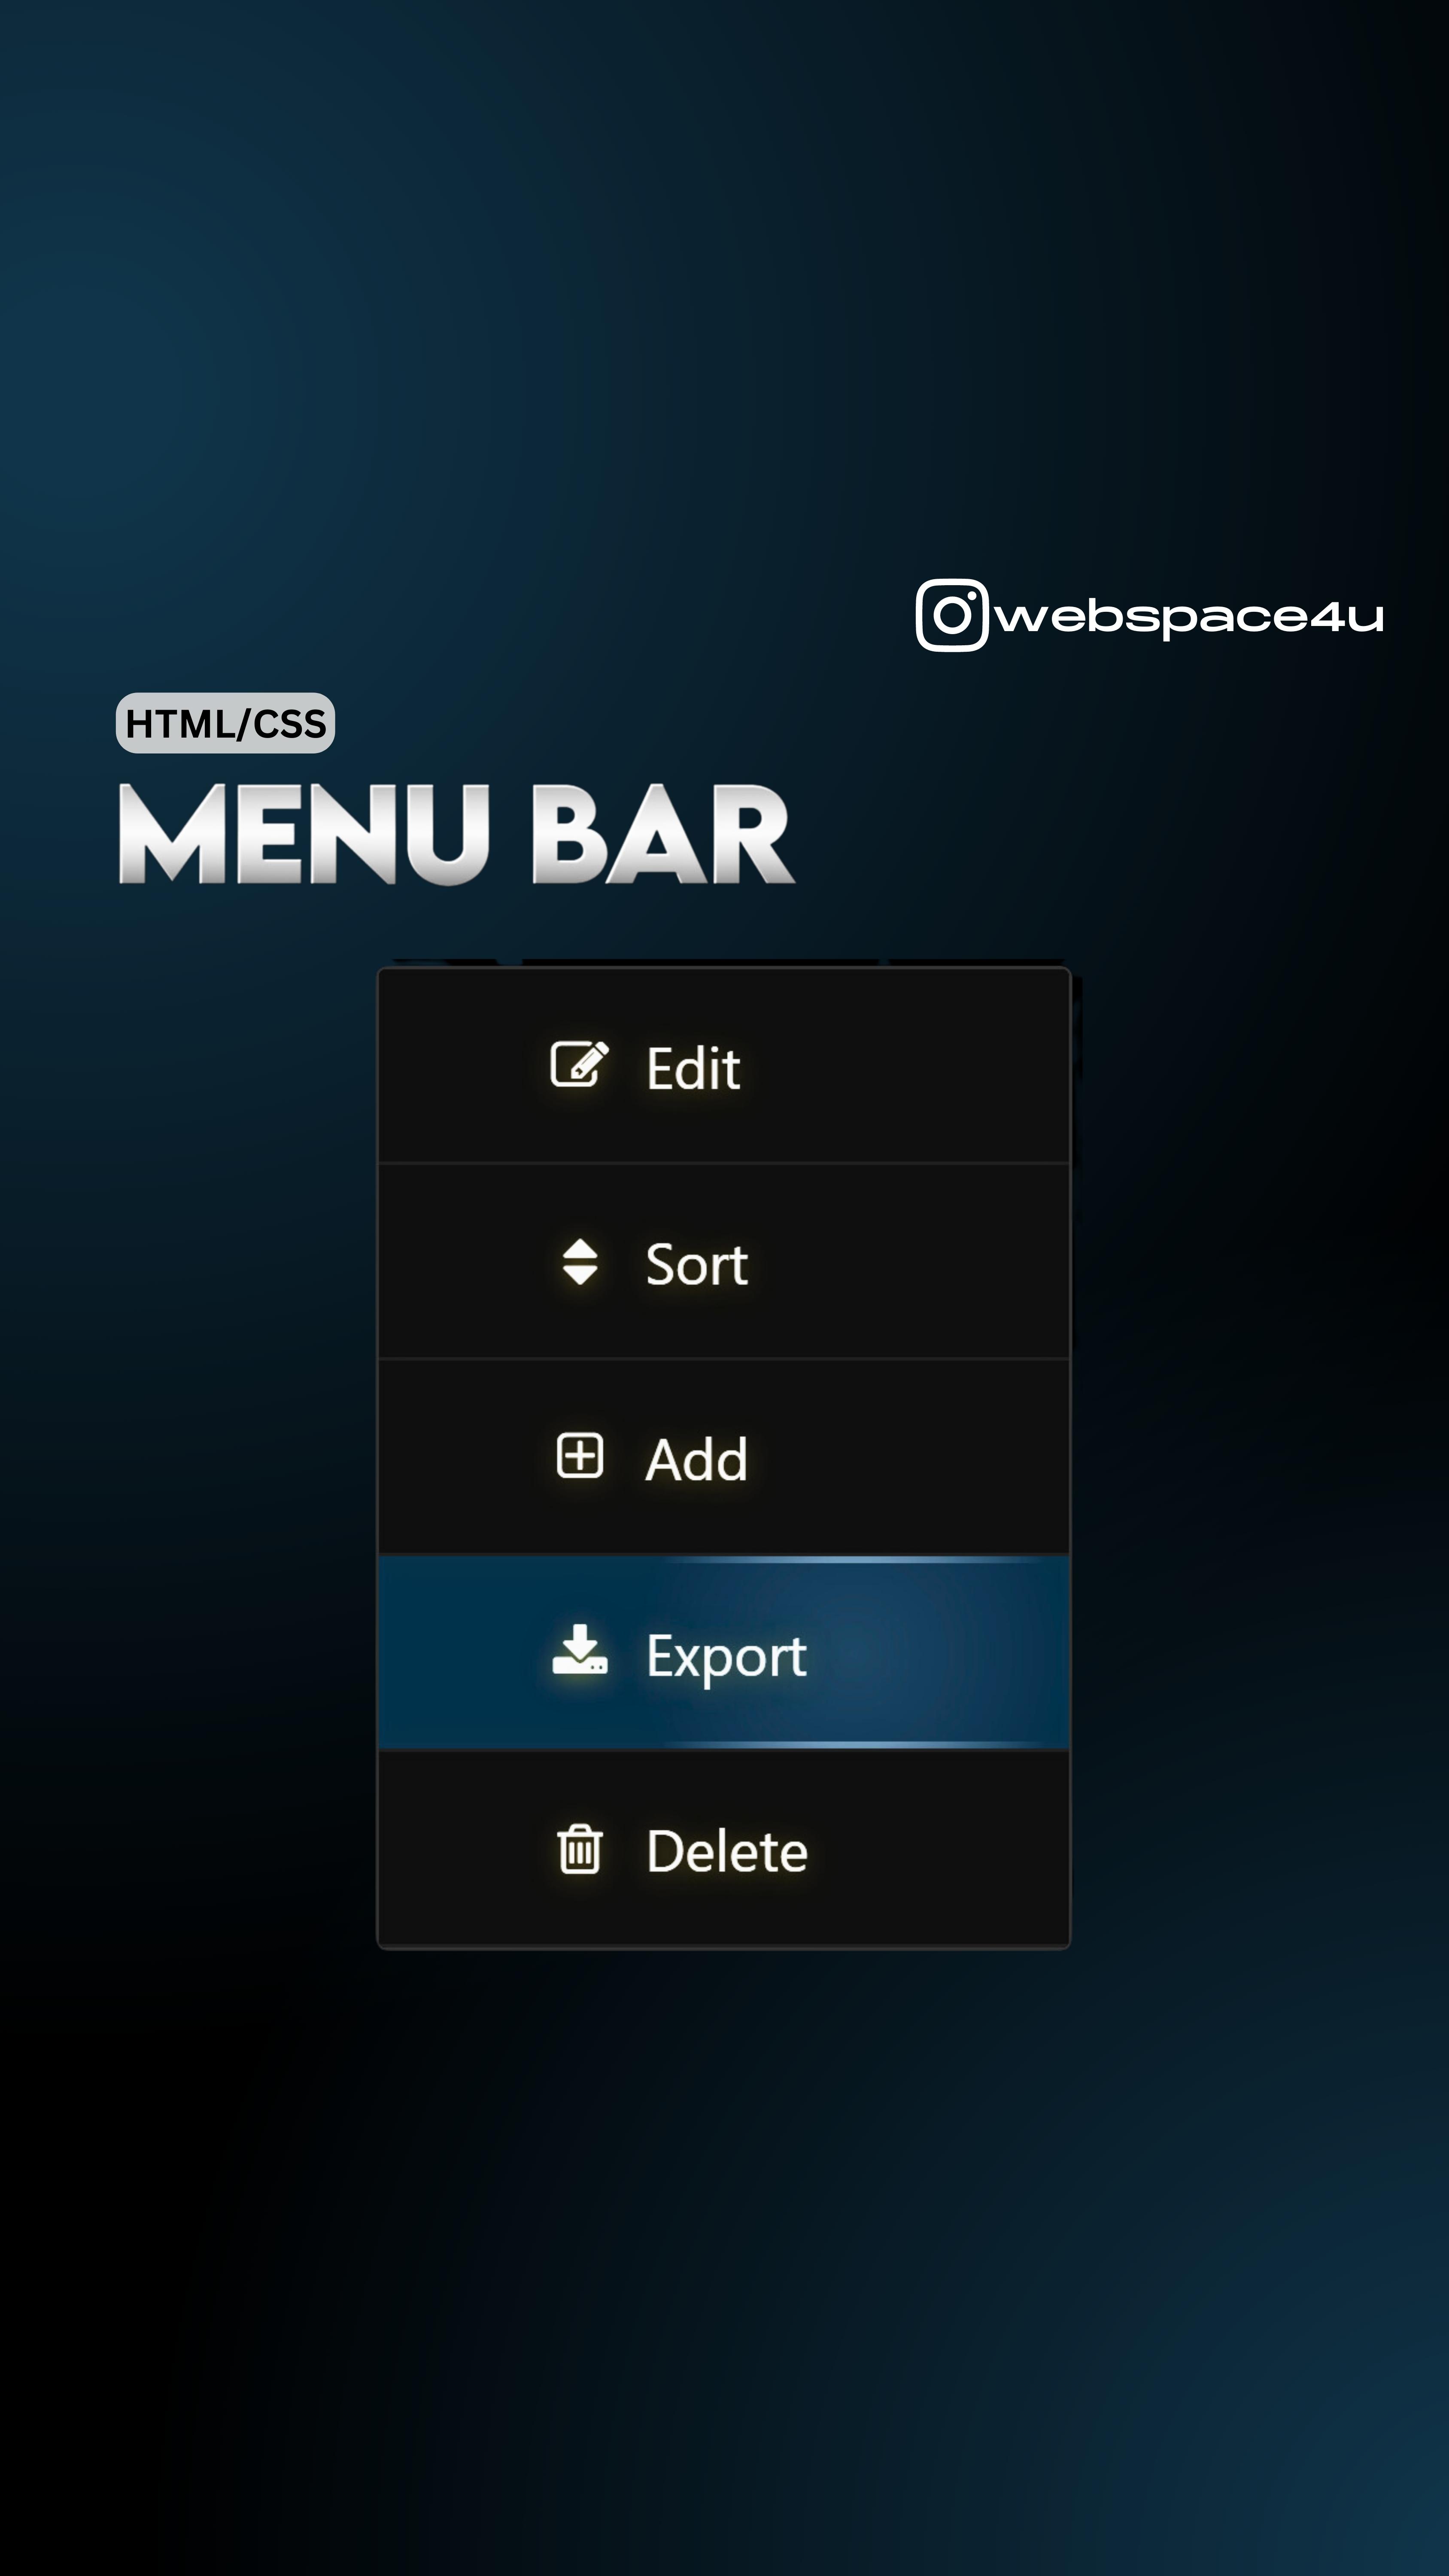 webspace4u
HTML/CSS
MENU BAR
Edit
Sort
Add
Export
Delete